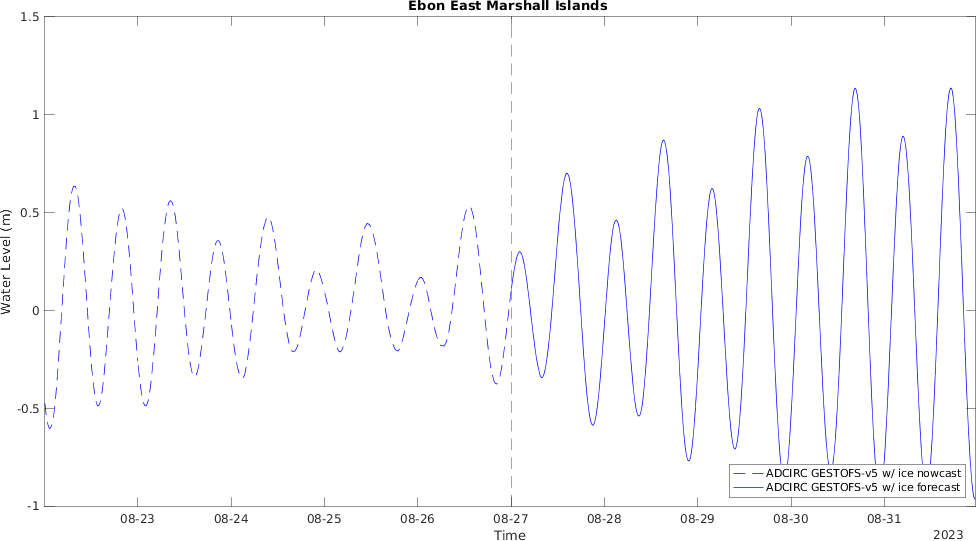 Ebon East Marshall Islands
1.5
1
0.5
0
-0.5
-1
Water Level (m)
ADCIRC GESTOFS-v5 w/ ice nowcast
ADCIRC GESTOFS-v5 w/ ice forecast
08-23 08-24 08-25 08-26 08-27 08-28 08-29 08-30 08-31
Time
2023